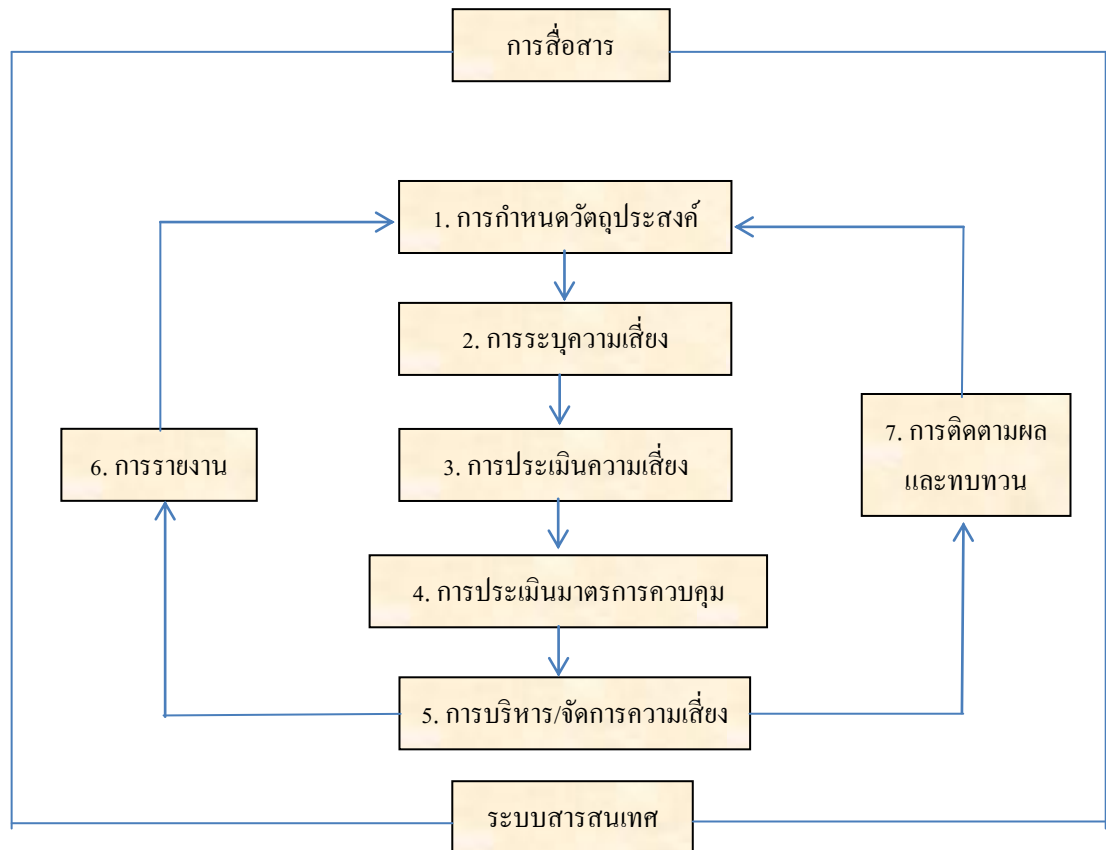 การสื่อสาร
1. การกำหนดวัตถุประสงค์
2. การระบุความเสี่ยง
3. การประเมินความเสี่ยง
4. การประเมินมาตรการควบคุม
5. การบริหาร/จัดการความเสี่ยง
6. การรายงาน
7. การติดตามผล
และทบทวน
ระบบสารสนเทศ